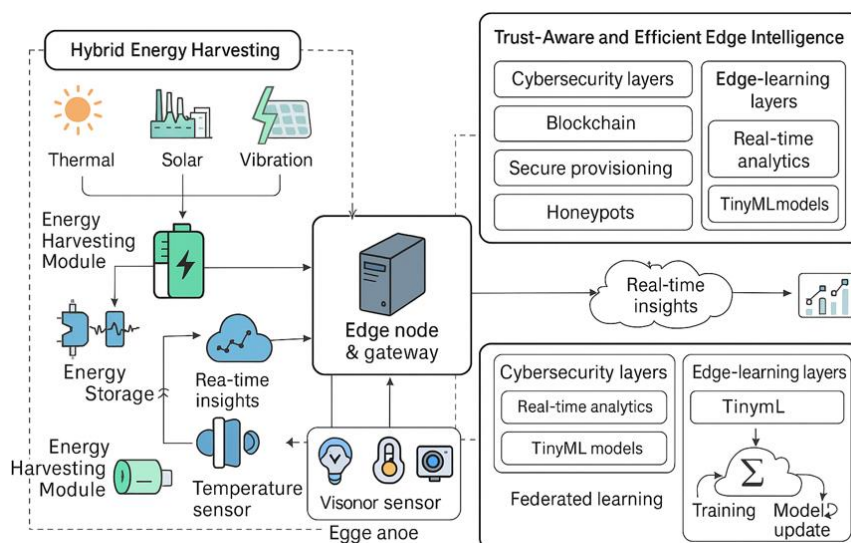 Hybrid Energy Harvesting
Thermal
Solar
Vibration
Energy
Harvesting
Module
Energy
Storage
Rea-time
insights
Energy
Harvesting
Module
Temperature
sensor
Edge node
& gateway
Visonor sensor
Egge anoe
Trust-Aware and Efficient Edge Intelligence
Cybersecurity layers
Blockchain
Secure provisioning
Honeypots
Edge-learning
layers
Real-time
analytics
TinyMLmodels
Real-time
insights
Cybersecurity layers
Real-time analytics
TinyML models
Federated learning
Edge-learning layers
TinymL
Σ
Training
Model
update